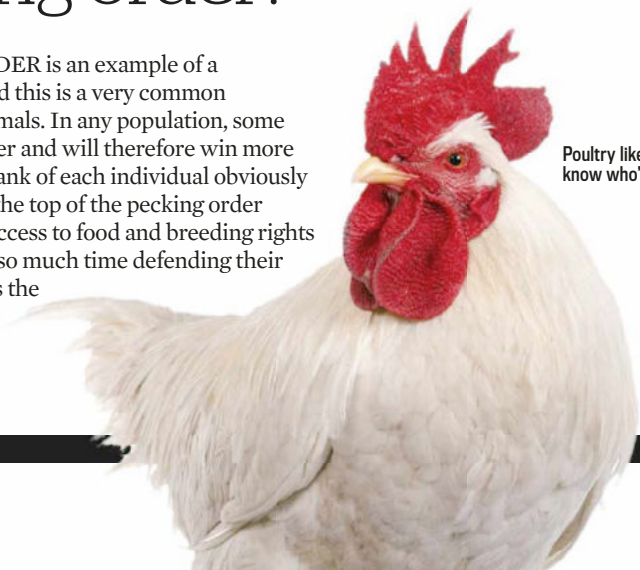 order?
DER is an example of a
d this is a very common
mals. In any population, some
er and will therefore win more
ank of each individual obviously
he top of the pecking order
ccess to food and breeding rights
so much time defending their
s the
Poultry like
know who'